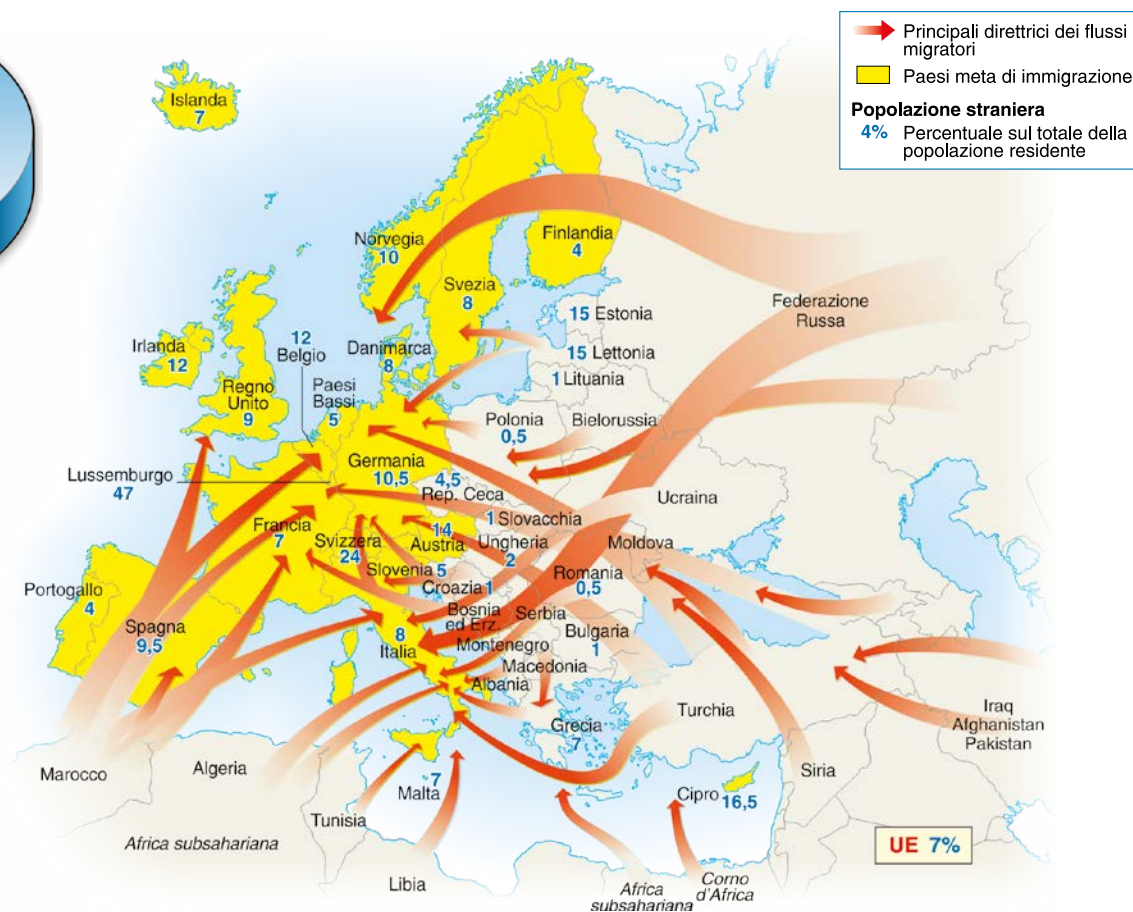 Principali direttrici dei flussi
migratori
Paesi meta di immigrazione
Popolazione straniera
4% Percentuale sul totale della
popolazione residente
Islanda
7
Norvegia
10
Finlandia
4
Svezia
8
Federazione
Russa
15 Estonia
15 Lettonia
1 Lituania
Irlanda
12
12
Belgio
Danimarca
8
Regno
Unito
9
Paesi
Bassi
5
Polonia
0,5
Bielorussia
Lussemburgo
47
Germania
10,5
4,5
Rep. Ceca
Ucraina
1 Slovacchia
Francia
7
Svizzera
24
14
Austria
Ungheria
2
Moldova
Slovenia 5
Croazia 1
Romania
0,5
Portogallo
4
Spagna
9,5
Bosnia
ed Erz.
Serbia
8
Italia
Montenegro
Bulgaria
1
Macedonia
Albania
Grecia
7
Turchia
Iraq
Afghanistan
Pakistan
Marocco
Algeria
7
Malta
Cipro 16,5
Siria
Tunisia
Africa subsahariana
UE 7%
Libia
Africa
subsahariana
Corno
d'Africa